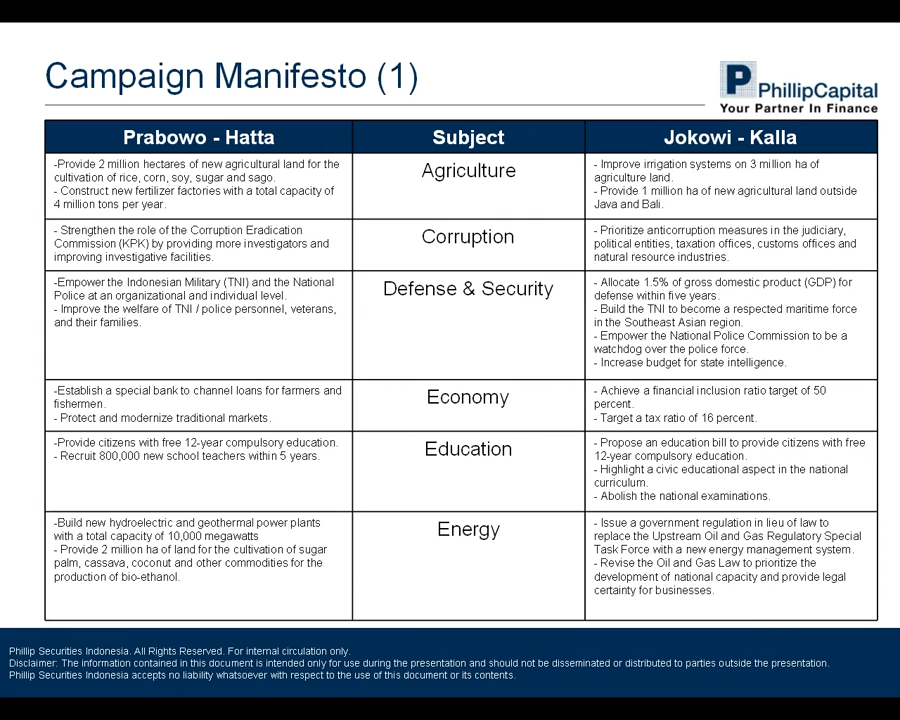 Campaign Manifesto (1)
P PhillipCapital
Your Partner In Finance
Prabowo - Hatta
Subject
Jokowi - Kalla
-Provide 2 million hectares of new agricultural land for the
cultivation of rice, corn, soy, sugar and sago.
- Construct new fertilizer factories with a total capacity of
4 million tons per year.
Agriculture
- Improve irrigation systems on 3 million ha of
agriculture land.
- Provide 1 million ha of new agricultural land outside
Java and Bali.
- Strengthen the role of the Corruption Eradication
Commission (KPK) by providing more investigators and
improving investigative facilities.
Corruption
- Prioritize anticorruption measures in the judiciary,
political entities, taxation offices, customs offices and
natural resource industries.
-Empower the Indonesian Military (TNI) and the National
Police at an organizational and individual level.
- Improve the welfare of TNI / police personnel, veterans,
and their families.
Defense & Security
- Allocate 1.5% of gross domestic product (GDP) for
defense within five years.
- Build the TNI to become a respected maritime force
in the Southeast Asian region.
- Empower the National Police Commission to be a
watchdog over the police force.
- Increase budget for state intelligence.
-Establish a special bank to channel loans for farmers and
fishermen.
- Protect and modernize traditional markets.
Economy
- Achieve a financial inclusion ratio target of 50
percent.
- Target a tax ratio of 16 percent.
-Provide citizens with free 12-year compulsory education.
- Recruit 800,000 new school teachers within 5 years.
Education
- Propose an education bill to provide citizens with free
12-year compulsory education.
- Highlight a civic educational aspect in the national
curriculum.
- Abolish the national examinations.
-Build new hydroelectric and geothermal power plants
with a total capacity of 10,000 megawatts
- Provide 2 million ha of land for the cultivation of sugar
palm, cassava, coconut and other commodities for the
production of bio-ethanol.
Energy
- Issue a government regulation in lieu of law to
replace the Upstream Oil and Gas Regulatory Special
Task Force with a new energy management system.
- Revise the Oil and Gas Law to prioritize the
development of national capacity and provide legal
certainty for businesses.
Phillip Securities Indonesia. All Rights Reserved. For internal circulation only.
Disclaimer: The information contained in this document is intended only for use during the presentation and should not be disseminated or distributed to parties outside the presentation.
Phillip Securities Indonesia accepts no liability whatsoever with respect to the use of this document or its contents.